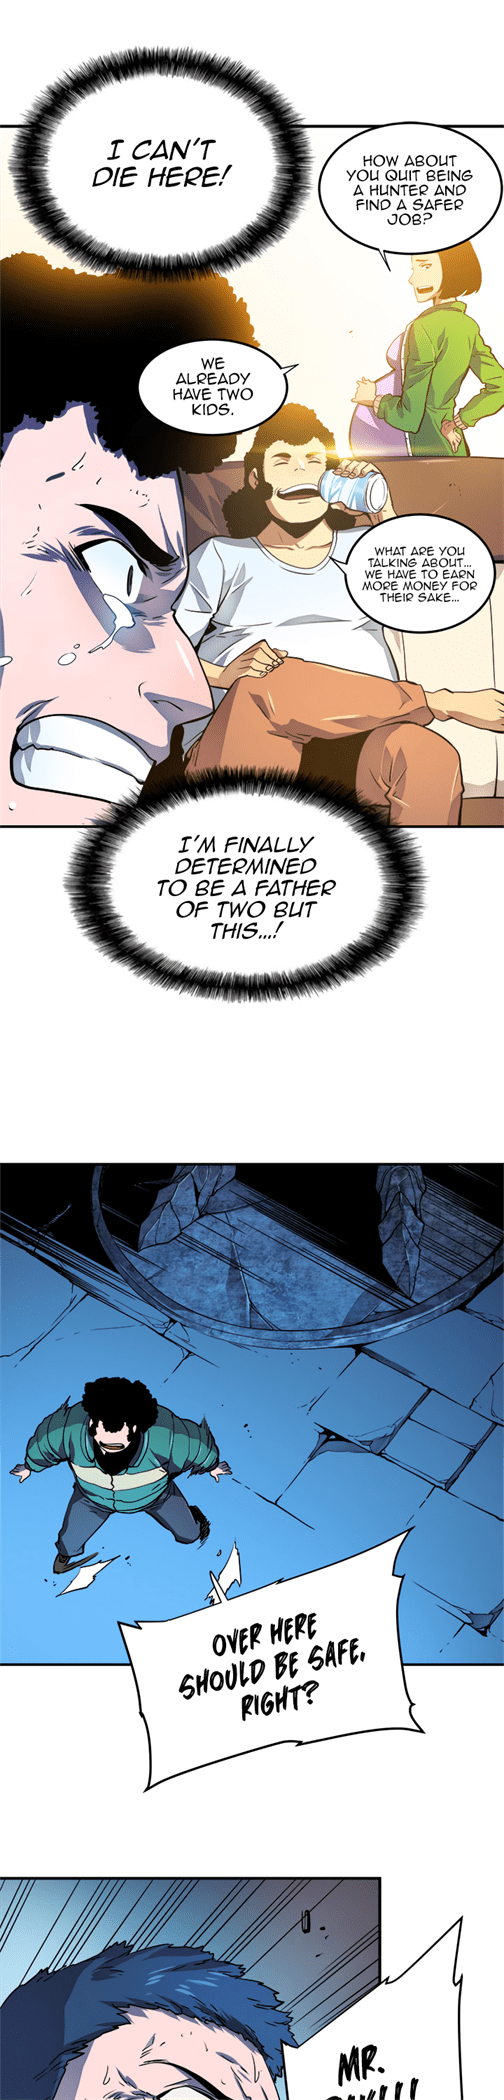 I CAN'T
DIE HERE!
HOW ABOUT
YOU QUIT BEING
A HUNTER AND
FIND A SAFER
JOB?
WE
ALREADY
HAVE TWO
KIDS.
WHAT ARE YOU
TALKING ABOUT...
WE HAVE TO EARN
MORE MONEY FOR
THEIR SAKE...
I'M FINALLY
DETERMINED
TO BE A FATHER
OF TWO BUT
THIS...!
OVER HERE
SHOULD BE SAFE,
RIGHT?
MR.